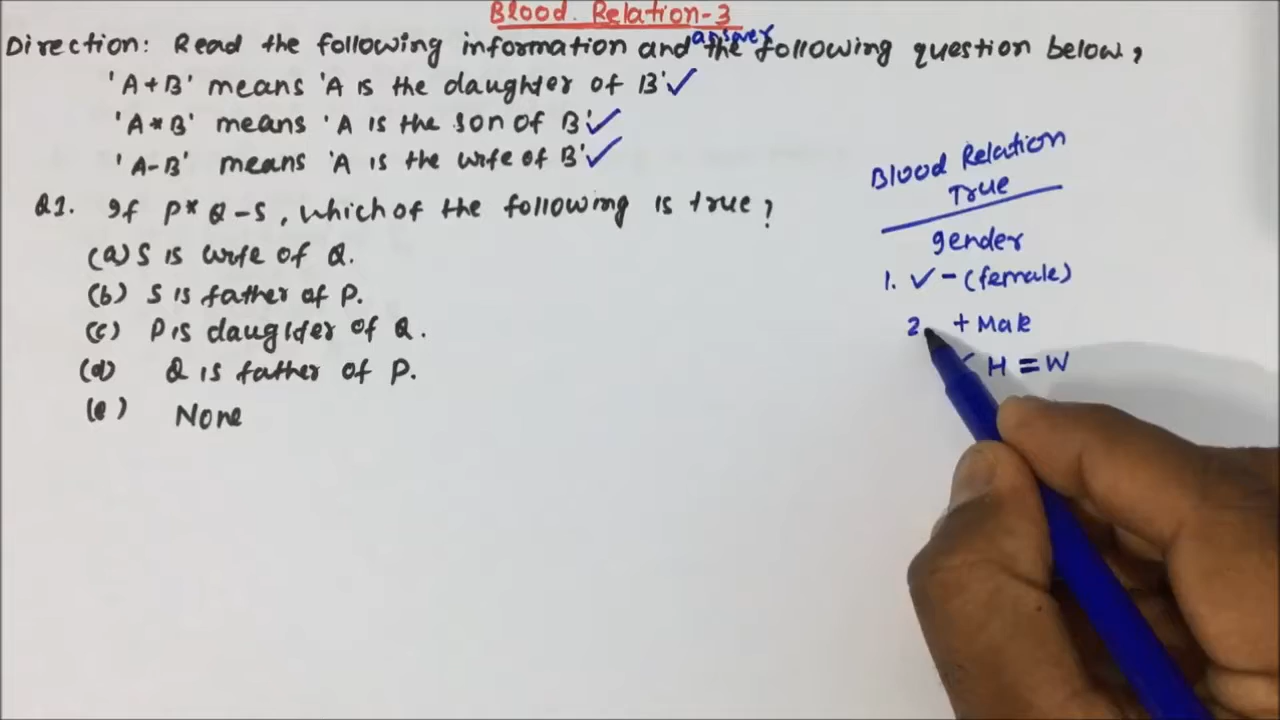 Blood Relation-3
Direction: Read the following information and answer the following question below,
'A+B' means 'A is the daughter of B' ✓
'A*B' means 'A is the son of B' ✓
'A-B' means 'A is the wife of B' ✓
Q1. If P*Q-S, which of the following is true?
(a) S is wife of Q.
(b) S is father of P.
(c) P is daughter of Q.
(d) Q is father of P.
(e) None
Blood Relation
True
gender
1. ✓ - (female)
2 + Male
H = W